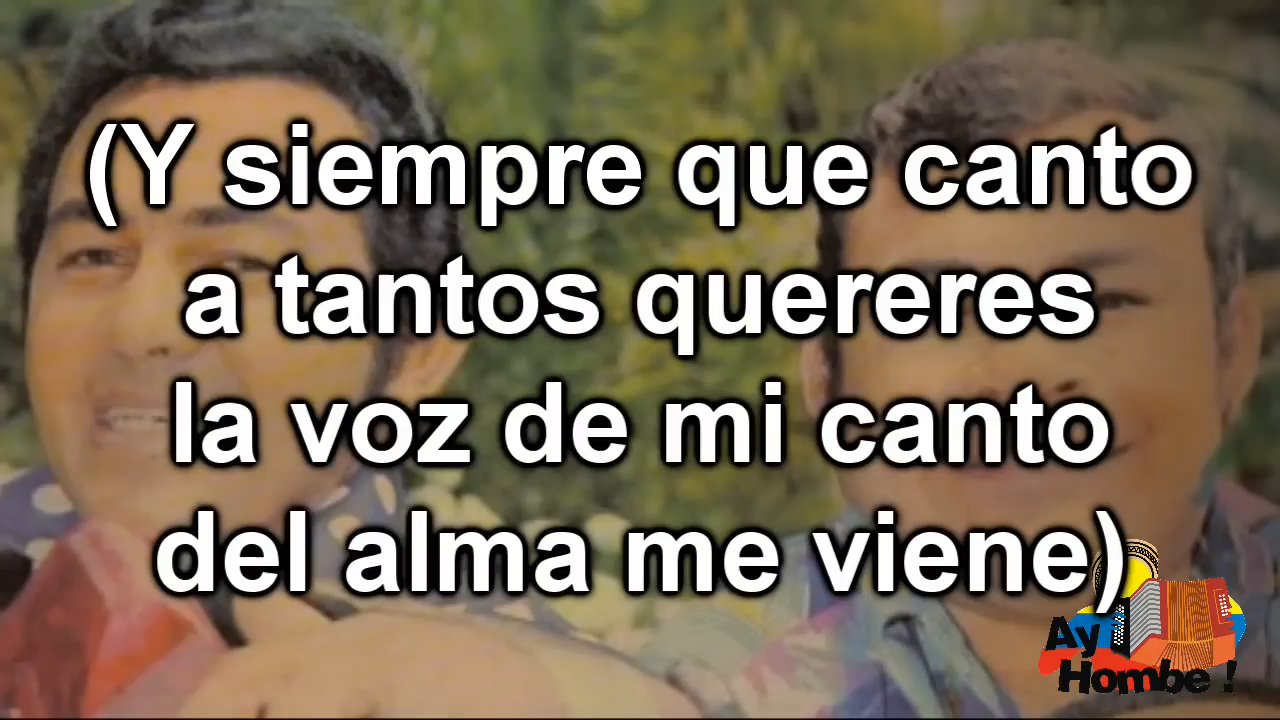 (Y siempre que canto
a tantos quereres
la voz de mi canto
del alma me viene)
Ay
Hombe !